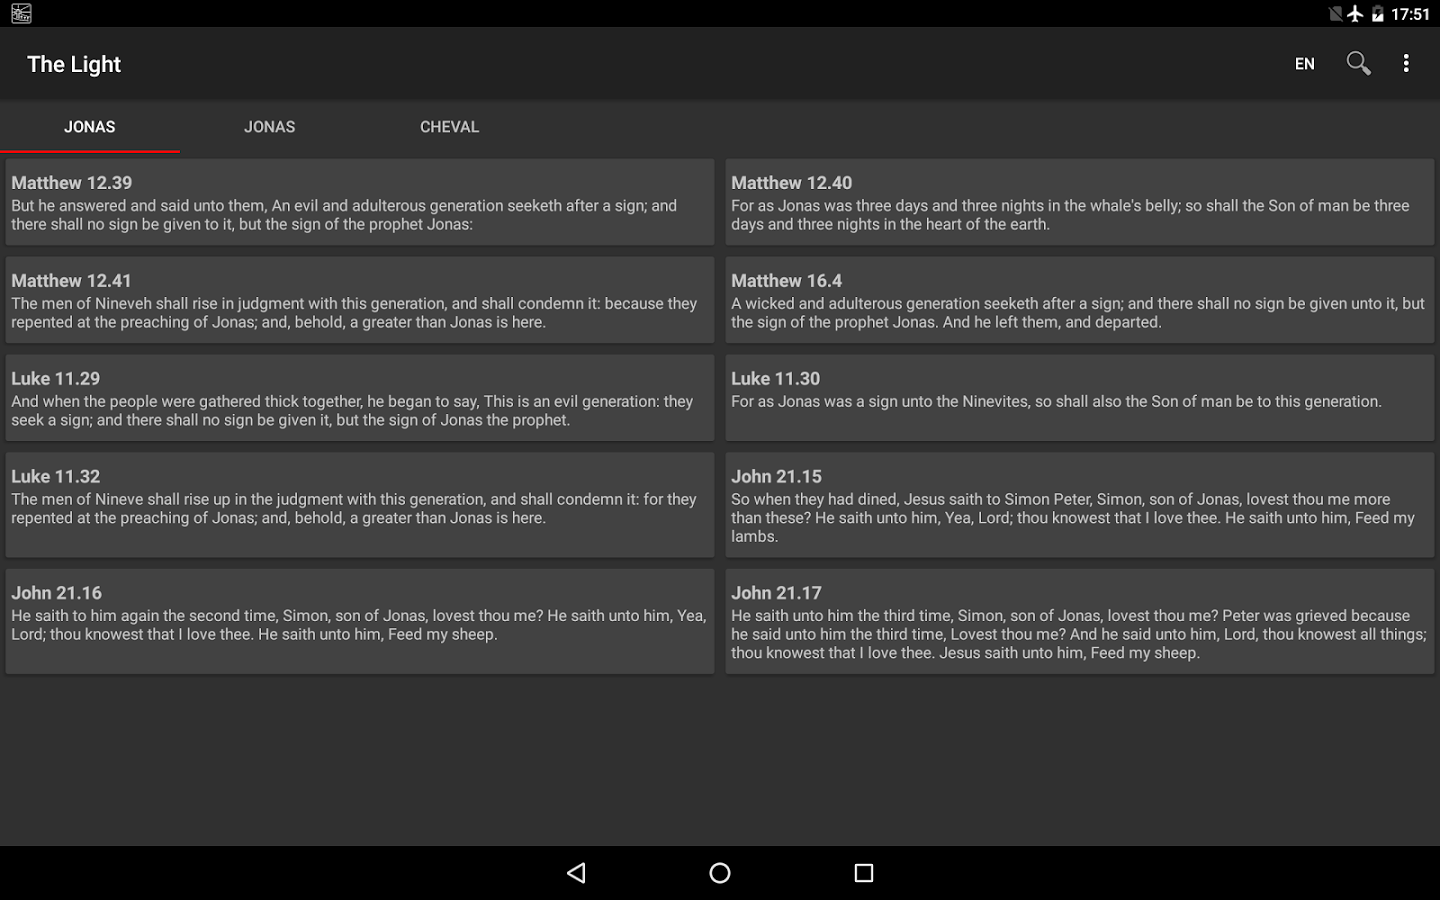 17:51
The Light
EN
JONAS
JONAS
CHEVAL
Matthew 12.39
But he answered and said unto them, An evil and adulterous generation seeketh after a sign; and
there shall no sign be given to it, but the sign of the prophet Jonas:
Matthew 12.40
For as Jonas was three days and three nights in the whale's belly; so shall the Son of man be three
days and three nights in the heart of the earth.
Matthew 12.41
The men of Nineveh shall rise in judgment with this generation, and shall condemn it: because they
repented at the preaching of Jonas; and, behold, a greater than Jonas is here.
Matthew 16.4
A wicked and adulterous generation seeketh after a sign; and there shall no sign be given unto it, but
the sign of the prophet Jonas. And he left them, and departed.
Luke 11.29
And when the people were gathered thick together, he began to say, This is an evil generation: they
seek a sign; and there shall no sign be given it, but the sign of Jonas the prophet.
Luke 11.30
For as Jonas was a sign unto the Ninevites, so shall also the Son of man be to this generation.
Luke 11.32
The men of Nineve shall rise up in the judgment with this generation, and shall condemn it: for they
repented at the preaching of Jonas; and, behold, a greater than Jonas is here.
John 21.15
So when they had dined, Jesus saith to Simon Peter, Simon, son of Jonas, lovest thou me more
than these? He saith unto him, Yea, Lord; thou knowest that I love thee. He saith unto him, Feed my
lambs.
John 21.16
He saith to him again the second time, Simon, son of Jonas, lovest thou me? He saith unto him, Yea,
Lord; thou knowest that I love thee. He saith unto him, Feed my sheep.
John 21.17
He saith unto him the third time, Simon, son of Jonas, lovest thou me? Peter was grieved because
he said unto him the third time, Lovest thou me? And he said unto him, Lord, thou knowest all things;
thou knowest that I love thee. Jesus saith unto him, Feed my sheep.